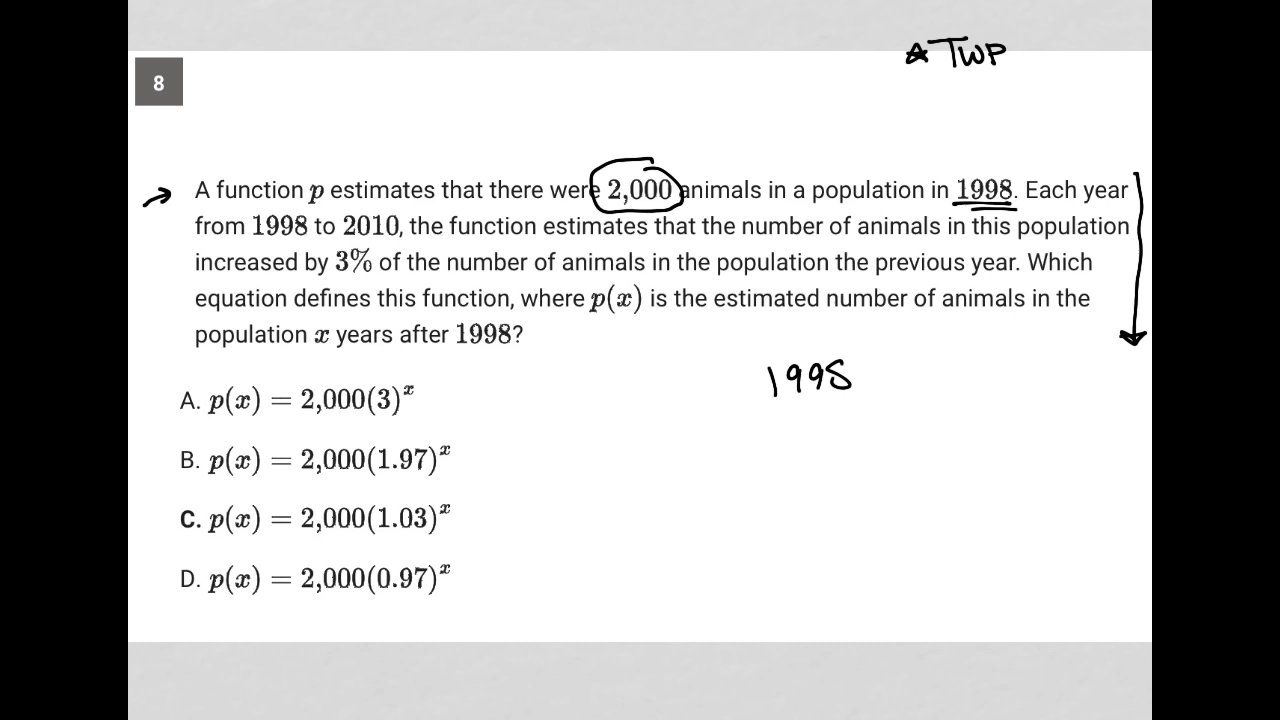 ☆ TWP
8
A function p estimates that there were 2,000 animals in a population in 1998. Each year
from 1998 to 2010, the function estimates that the number of animals in this population
increased by 3% of the number of animals in the population the previous year. Which
equation defines this function, where p(x) is the estimated number of animals in the
population x years after 1998?
1998
A. p(x) = 2,000(3)^x
B. p(x) = 2,000(1.97)^x
C. p(x) = 2,000(1.03)^x
D. p(x) = 2,000(0.97)^x